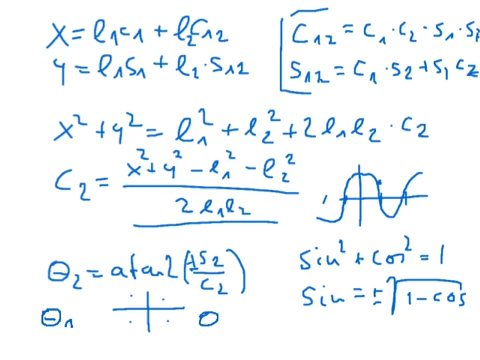 x = l₁c₁ + l₂c₁₂
y = l₁s₁ + l₂·s₁₂
C₁₂ = C₁·C₂ - S₁·S₂
S₁₂ = C₁·S₂ + S₁C₂
x² + y² = l₁² + l₂² + 2l₁l₂·c₂
C₂ = (x² + y² - l₁² - l₂²) / (2l₁l₂)
θ₂ = atan2(±S₂/C₂)
sin² + cos² = 1
sin = ±√(1-cos
θ₁
0